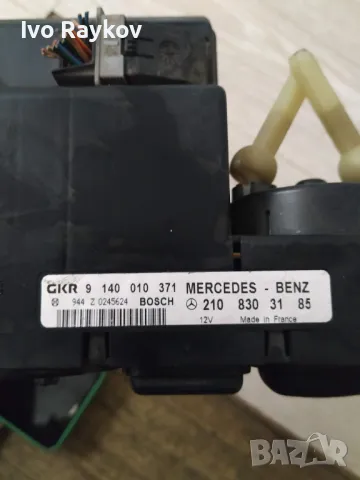 Ivo Raykov
GKR 9 140 010 371 MERCEDES - BENZ
944 Z 0245624 BOSCH 210 830 31 85
12V Made in France
BAZAR